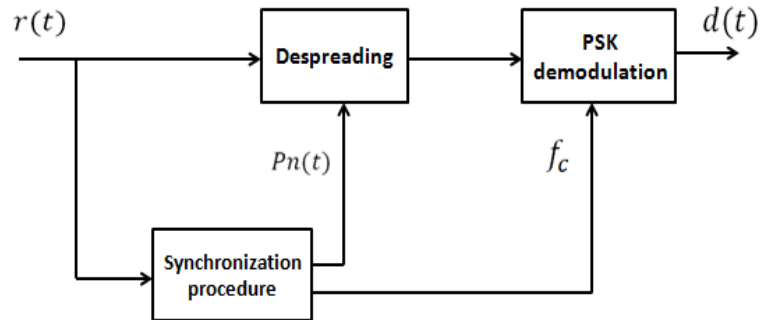 r(t)
Despreading
PSK
demodulation
d(t)
Pn(t)
f_c
Synchronization
procedure